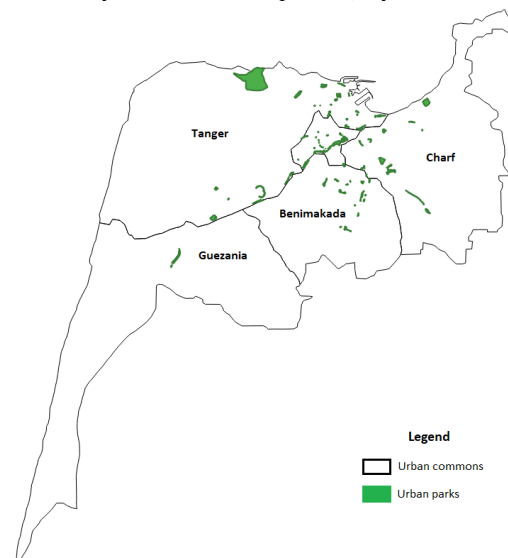 Tanger
Charf
Benimakada
Guezania
Legend
Urban commons
Urban parks